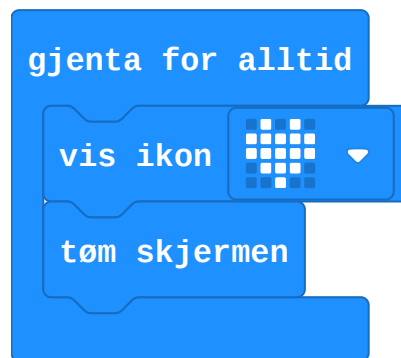 gjenta for alltid
vis ikon
tøm skjermen